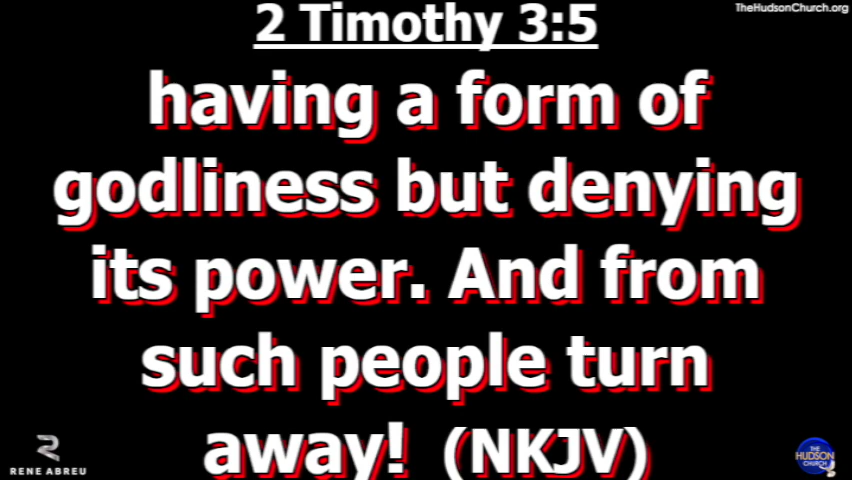 TheHudsonChurch.org
2 Timothy 3:5
having a form of
godliness but denying
its power. And from
such people turn
away! (NKJV)
RENE ABREU
THE
HUDSON
CHURCH